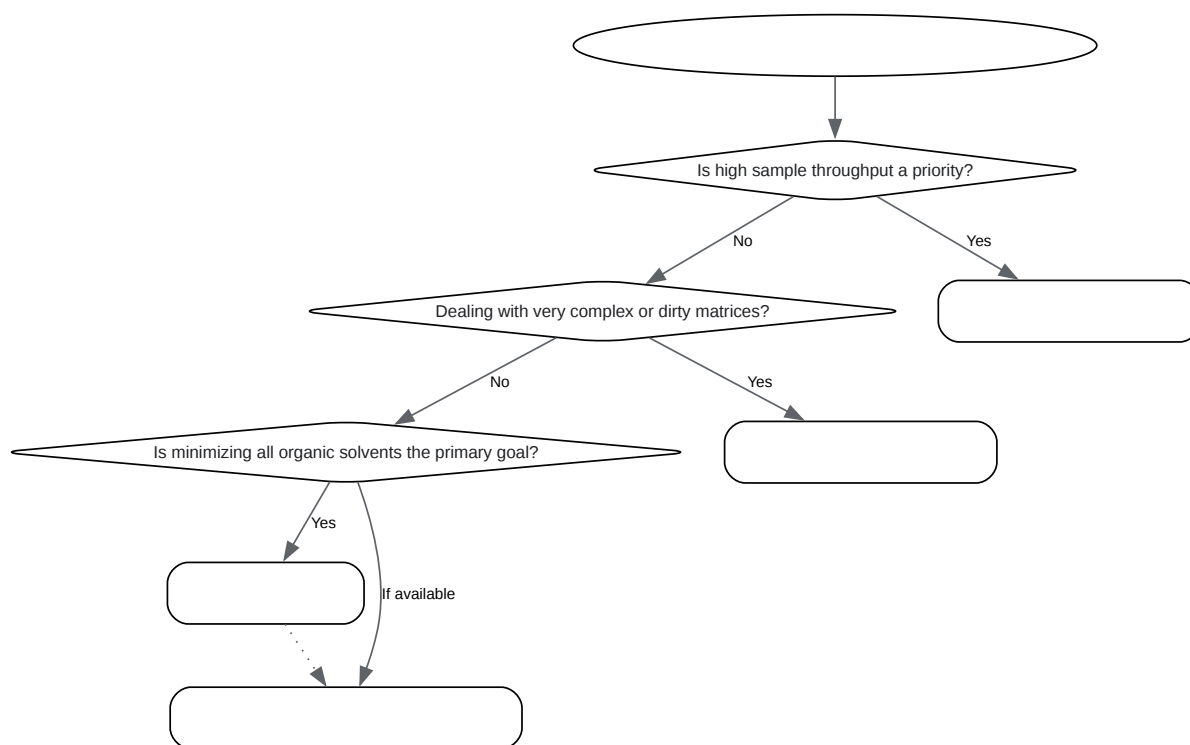 Is high sample throughput a priority?
No
Yes
Dealing with very complex or dirty matrices?
No
Yes
Is minimizing all organic solvents the primary goal?
Yes
If available